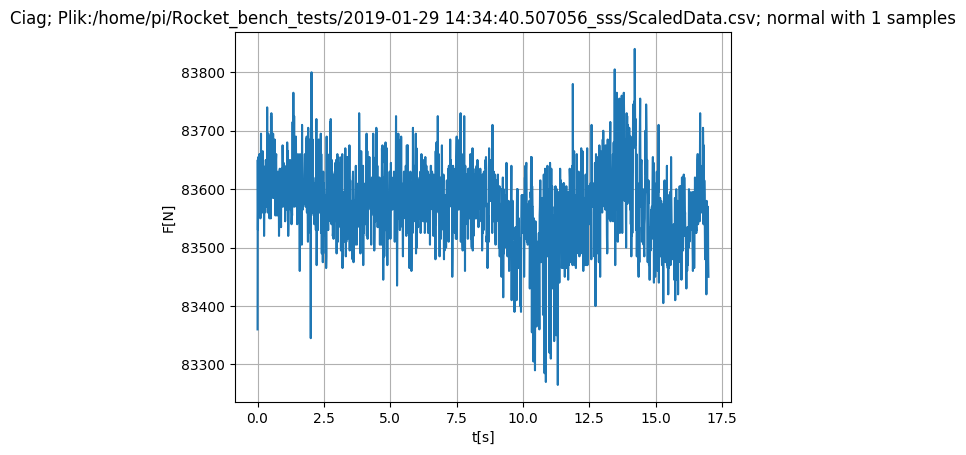 Ciag; Plik:/home/pi/Rocket_bench_tests/2019-01-29 14:34:40.507056_sss/ScaledData.csv; normal with 1 samples
83800
83700
83600
83500
83400
83300
F[N]
0.0 2.5 5.0 7.5 10.0 12.5 15.0 17.5
t[s]